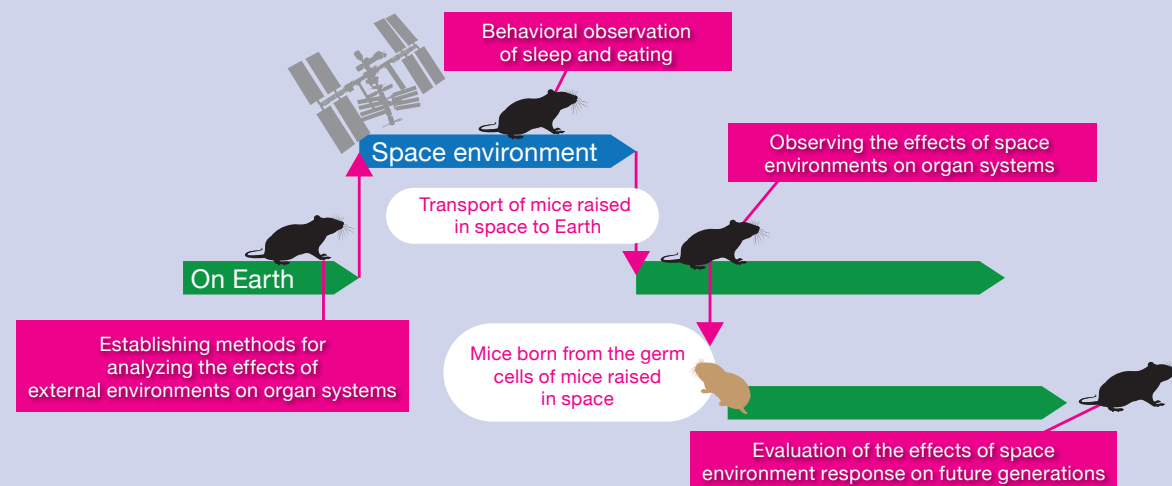 Behavioral observation
of sleep and eating
Space environment
Observing the effects of space
environments on organ systems
Transport of mice raised
in space to Earth
On Earth
Establishing methods for
analyzing the effects of
external environments on organ systems
Mice born from the germ
cells of mice raised
in space
Evaluation of the effects of space
environment response on future generations